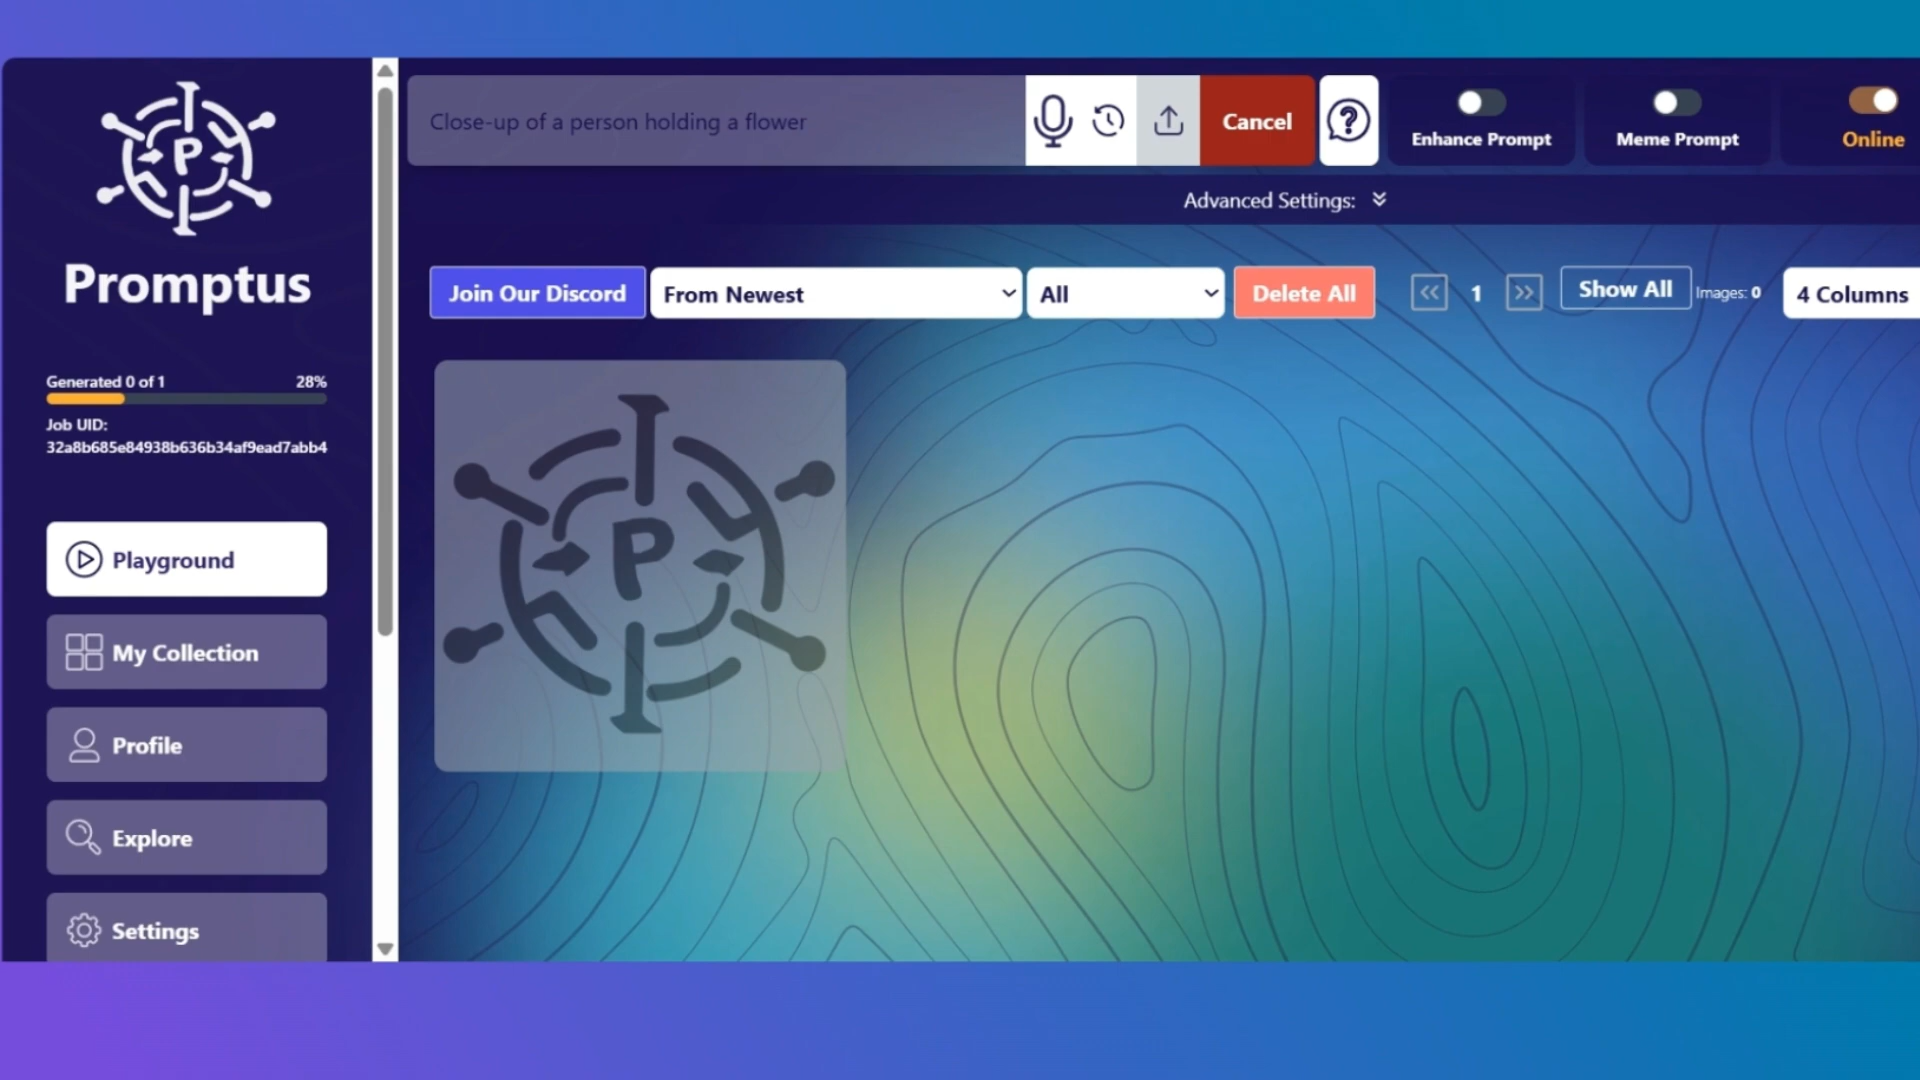 P
Promptus
Generated 0 of 1 28%
Job UID:
32a8b685e84938b636b34af9ead7abb4
Playground
My Collection
Profile
Explore
Settings
Close-up of a person holding a flower
Cancel
Enhance Prompt
Meme Prompt
Online
Advanced Settings:
Join Our Discord
From Newest
All
Delete All
1
Show All
Images: 0
4 Columns
P